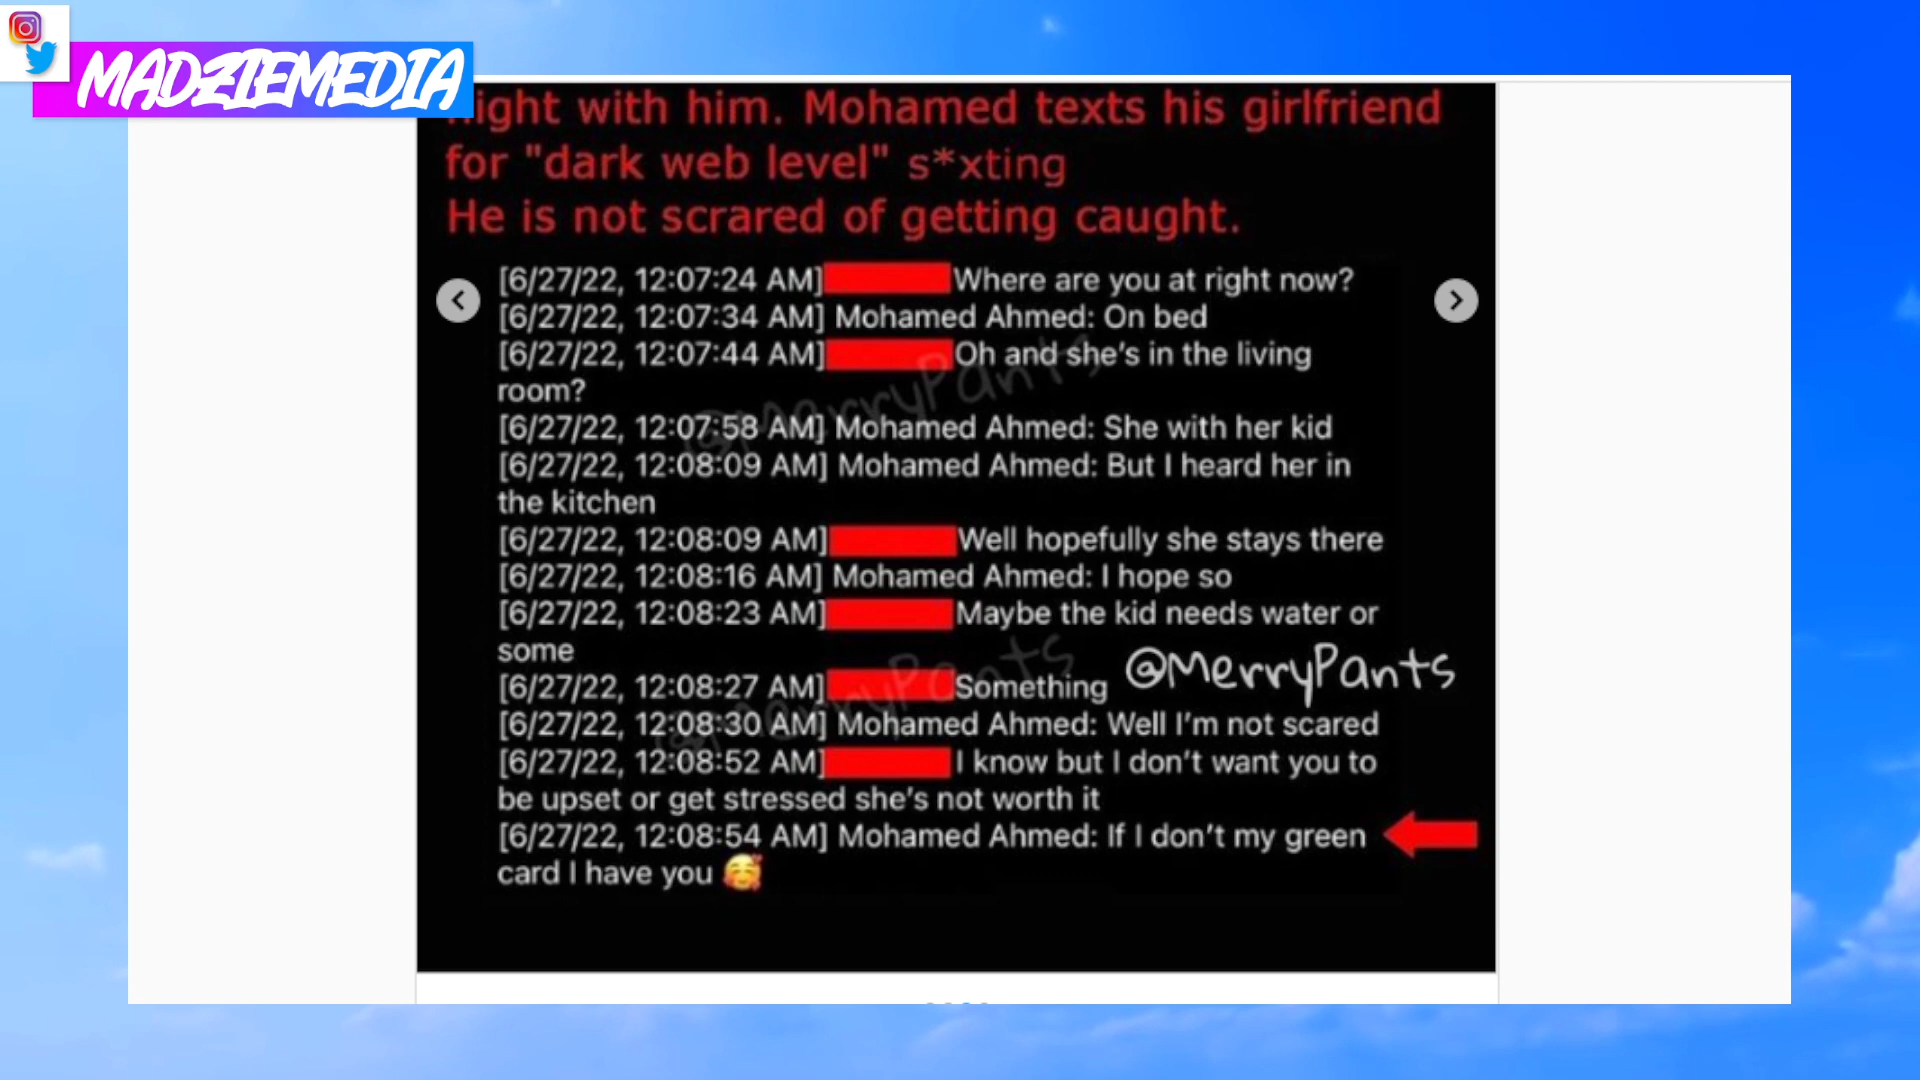 MADZIEMEDIA
night with him. Mohamed texts his girlfriend
for "dark web level" s*xting
He is not scrared of getting caught.
[6/27/22, 12:07:24 AM] Where are you at right now?
[6/27/22, 12:07:34 AM] Mohamed Ahmed: On bed
[6/27/22, 12:07:44 AM] Oh and she's in the living
room?
[6/27/22, 12:07:58 AM] Mohamed Ahmed: She with her kid
[6/27/22, 12:08:09 AM] Mohamed Ahmed: But I heard her in
the kitchen
[6/27/22, 12:08:09 AM] Well hopefully she stays there
[6/27/22, 12:08:16 AM] Mohamed Ahmed: I hope so
[6/27/22, 12:08:23 AM] Maybe the kid needs water or
some
@MerryPants
[6/27/22, 12:08:27 AM] Something
[6/27/22, 12:08:30 AM] Mohamed Ahmed: Well I'm not scared
[6/27/22, 12:08:52 AM] I know but I don't want you to
be upset or get stressed she's not worth it
[6/27/22, 12:08:54 AM] Mohamed Ahmed: If I don't my green
card I have you 🥰
@MerryPants
@MerryPants